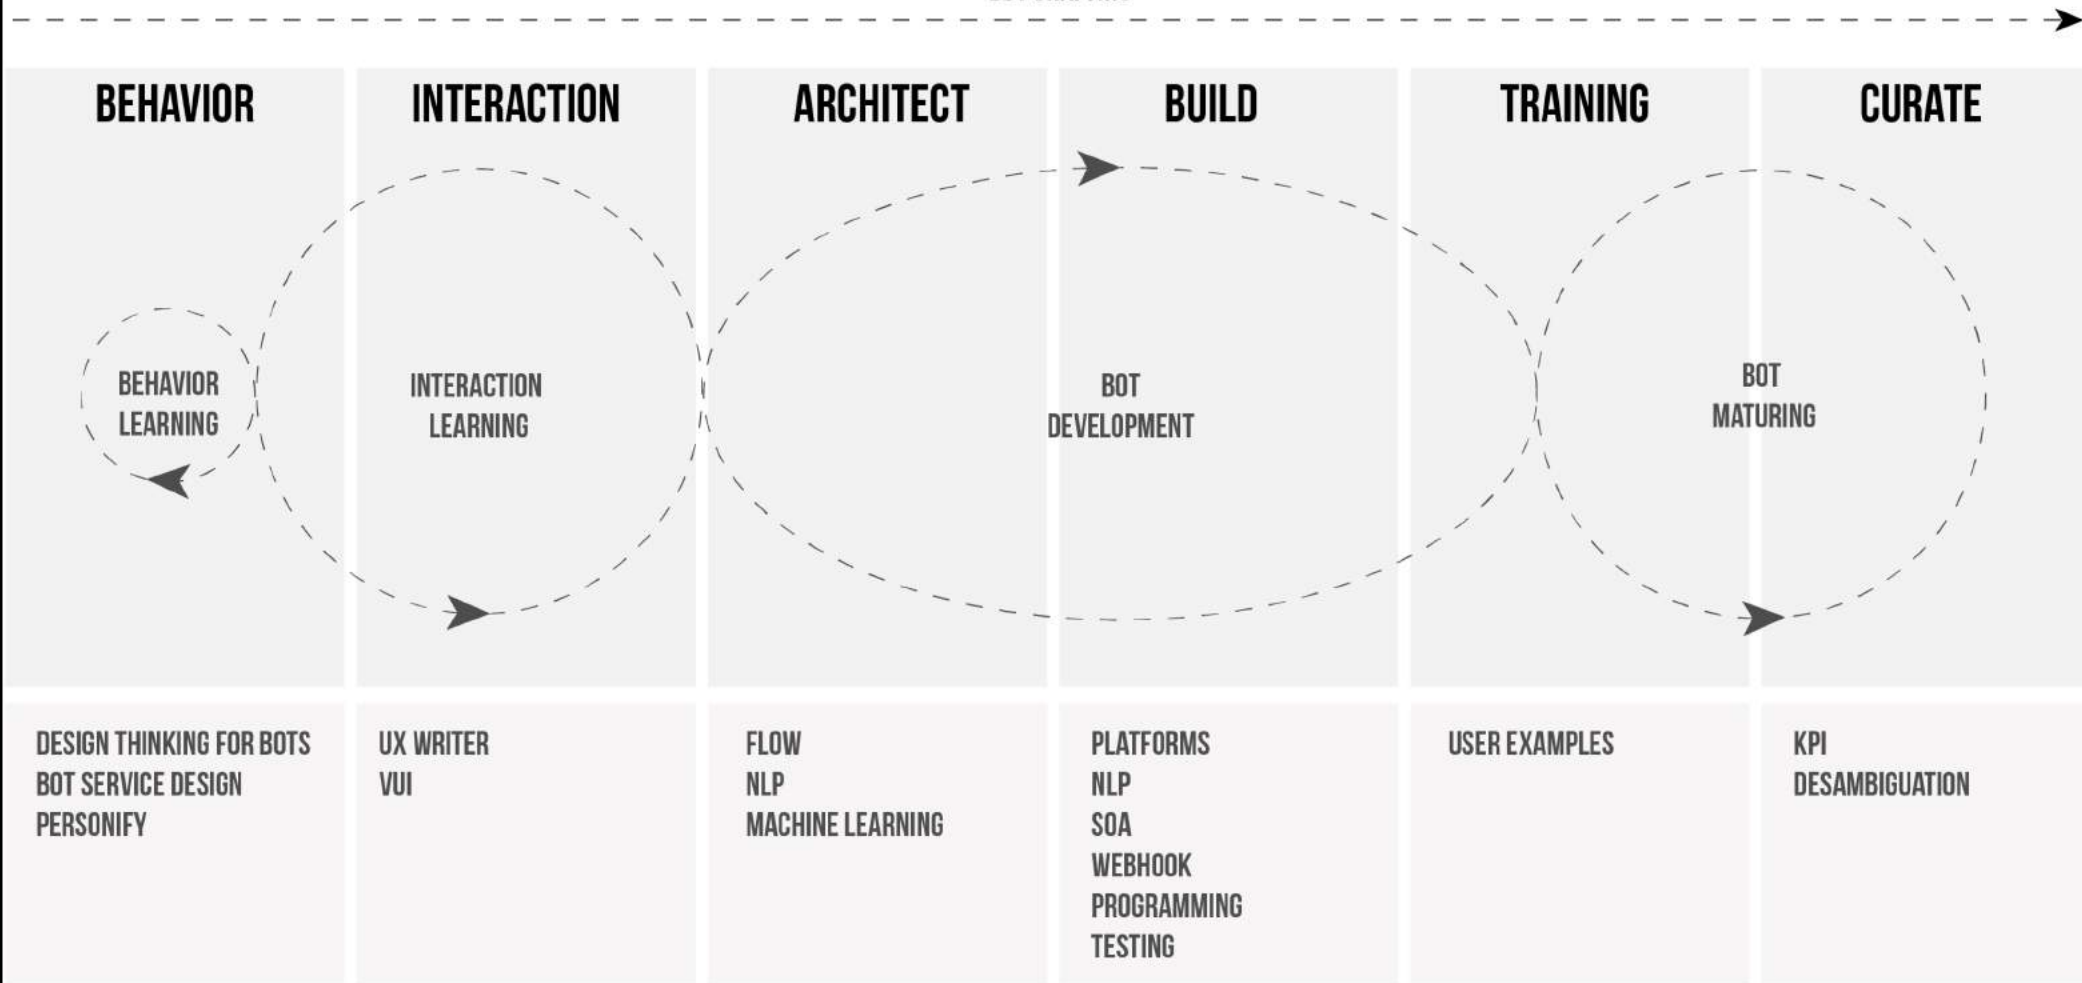 BEHAVIOR
INTERACTION
ARCHITECT
BUILD
TRAINING
CURATE
BEHAVIOR
LEARNING
INTERACTION
LEARNING
BOT
DEVELOPMENT
BOT
MATURING
DESIGN THINKING FOR BOTS
BOT SERVICE DESIGN
PERSONIFY
UX WRITER
VUI
FLOW
NLP
MACHINE LEARNING
PLATFORMS
NLP
SOA
WEBHOOK
PROGRAMMING
TESTING
USER EXAMPLES
KPI
DESAMBIGUATION